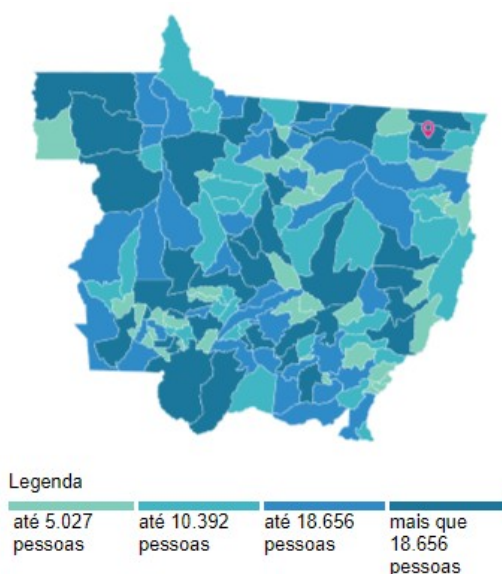 Legenda
até 5.027
pessoas
até 10.392
pessoas
até 18.656
pessoas
mais que
18.656
pessoas